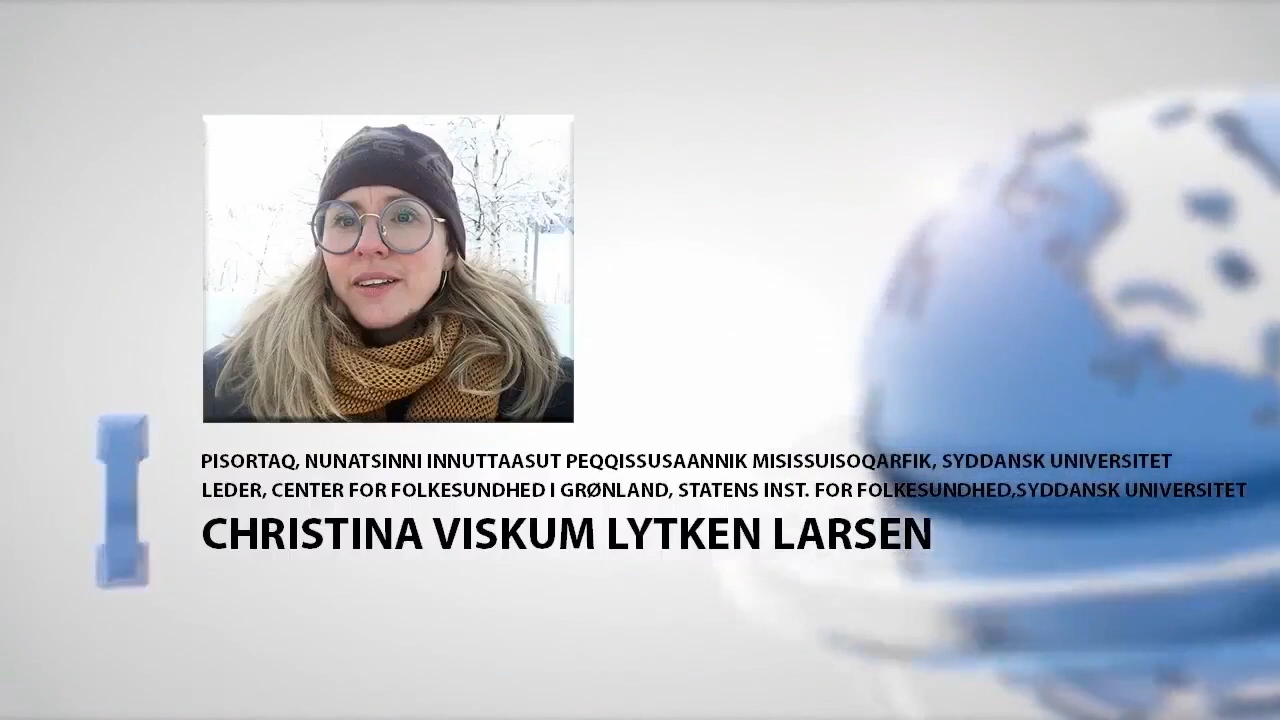 PISORTAQ, NUNATSINNI INNUTTAASUT PEQQISSUSAANNIK MISISSUISOQARFIK, SYDDANSK UNIVERSITET
LEDER, CENTER FOR FOLKESUNDHED I GRØNLAND, STATENS INST. FOR FOLKESUNDHED,SYDDANSK UNIVERSITET
CHRISTINA VISKUM LYTKEN LARSEN